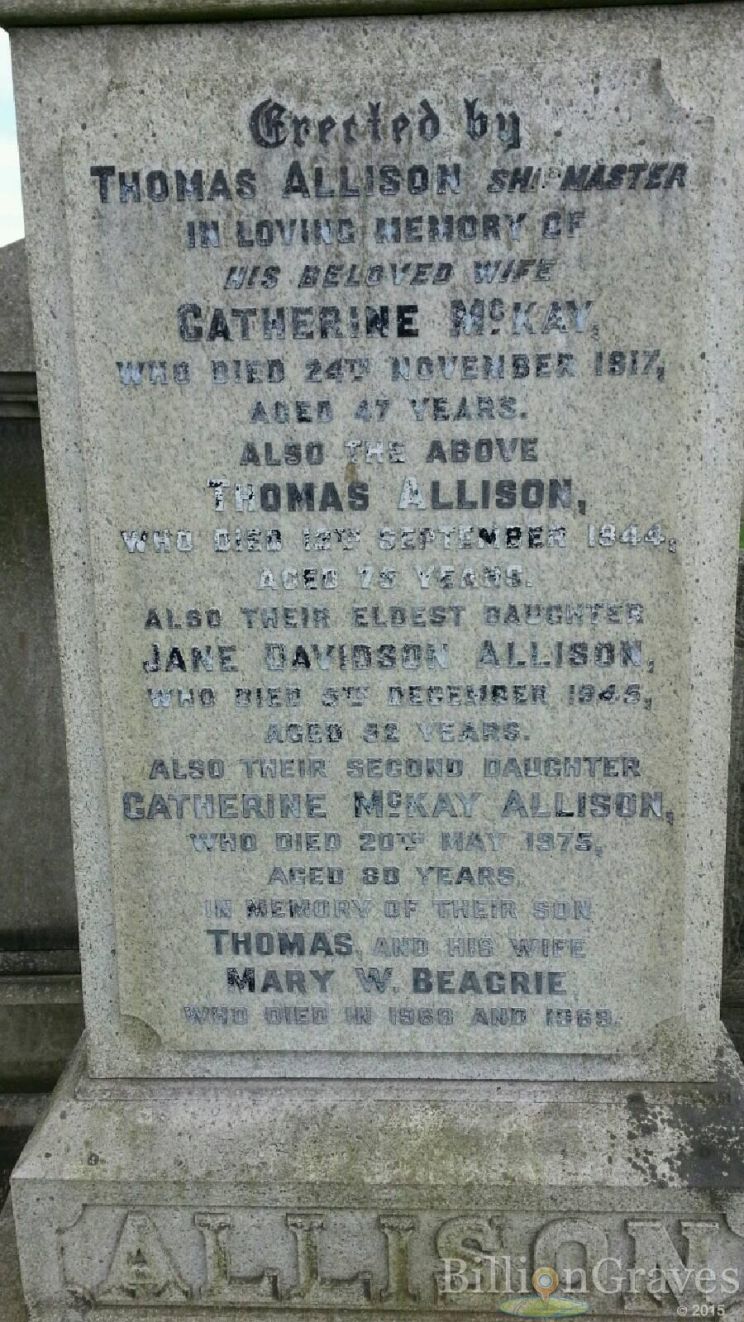 Erected by
THOMAS ALLISON SHIPMASTER
IN LOVING MEMORY OF
HIS BELOVED WIFE
CATHERINE McKAY,
WHO DIED 24TH NOVEMBER 1917,
AGED 47 YEARS.
ALSO THE ABOVE
THOMAS ALLISON,
WHO DIED SEPTEMBER 1944,
AGED 75 YEARS.
ALSO THEIR ELDEST DAUGHTER
JANE DAVIDSON ALLISON,
WHO DIED 5TH DECEMBER 1945,
AGED 52 YEARS.
ALSO THEIR SECOND DAUGHTER
CATHERINE McKAY ALLISON,
WHO DIED 20TH MAY 1975,
AGED 80 YEARS.
IN MEMORY OF THEIR SON
THOMAS, AND HIS WIFE
MARY W. BEAGRIE
WHO DIED IN AND
ALLISON
BillionGraves
© 2015